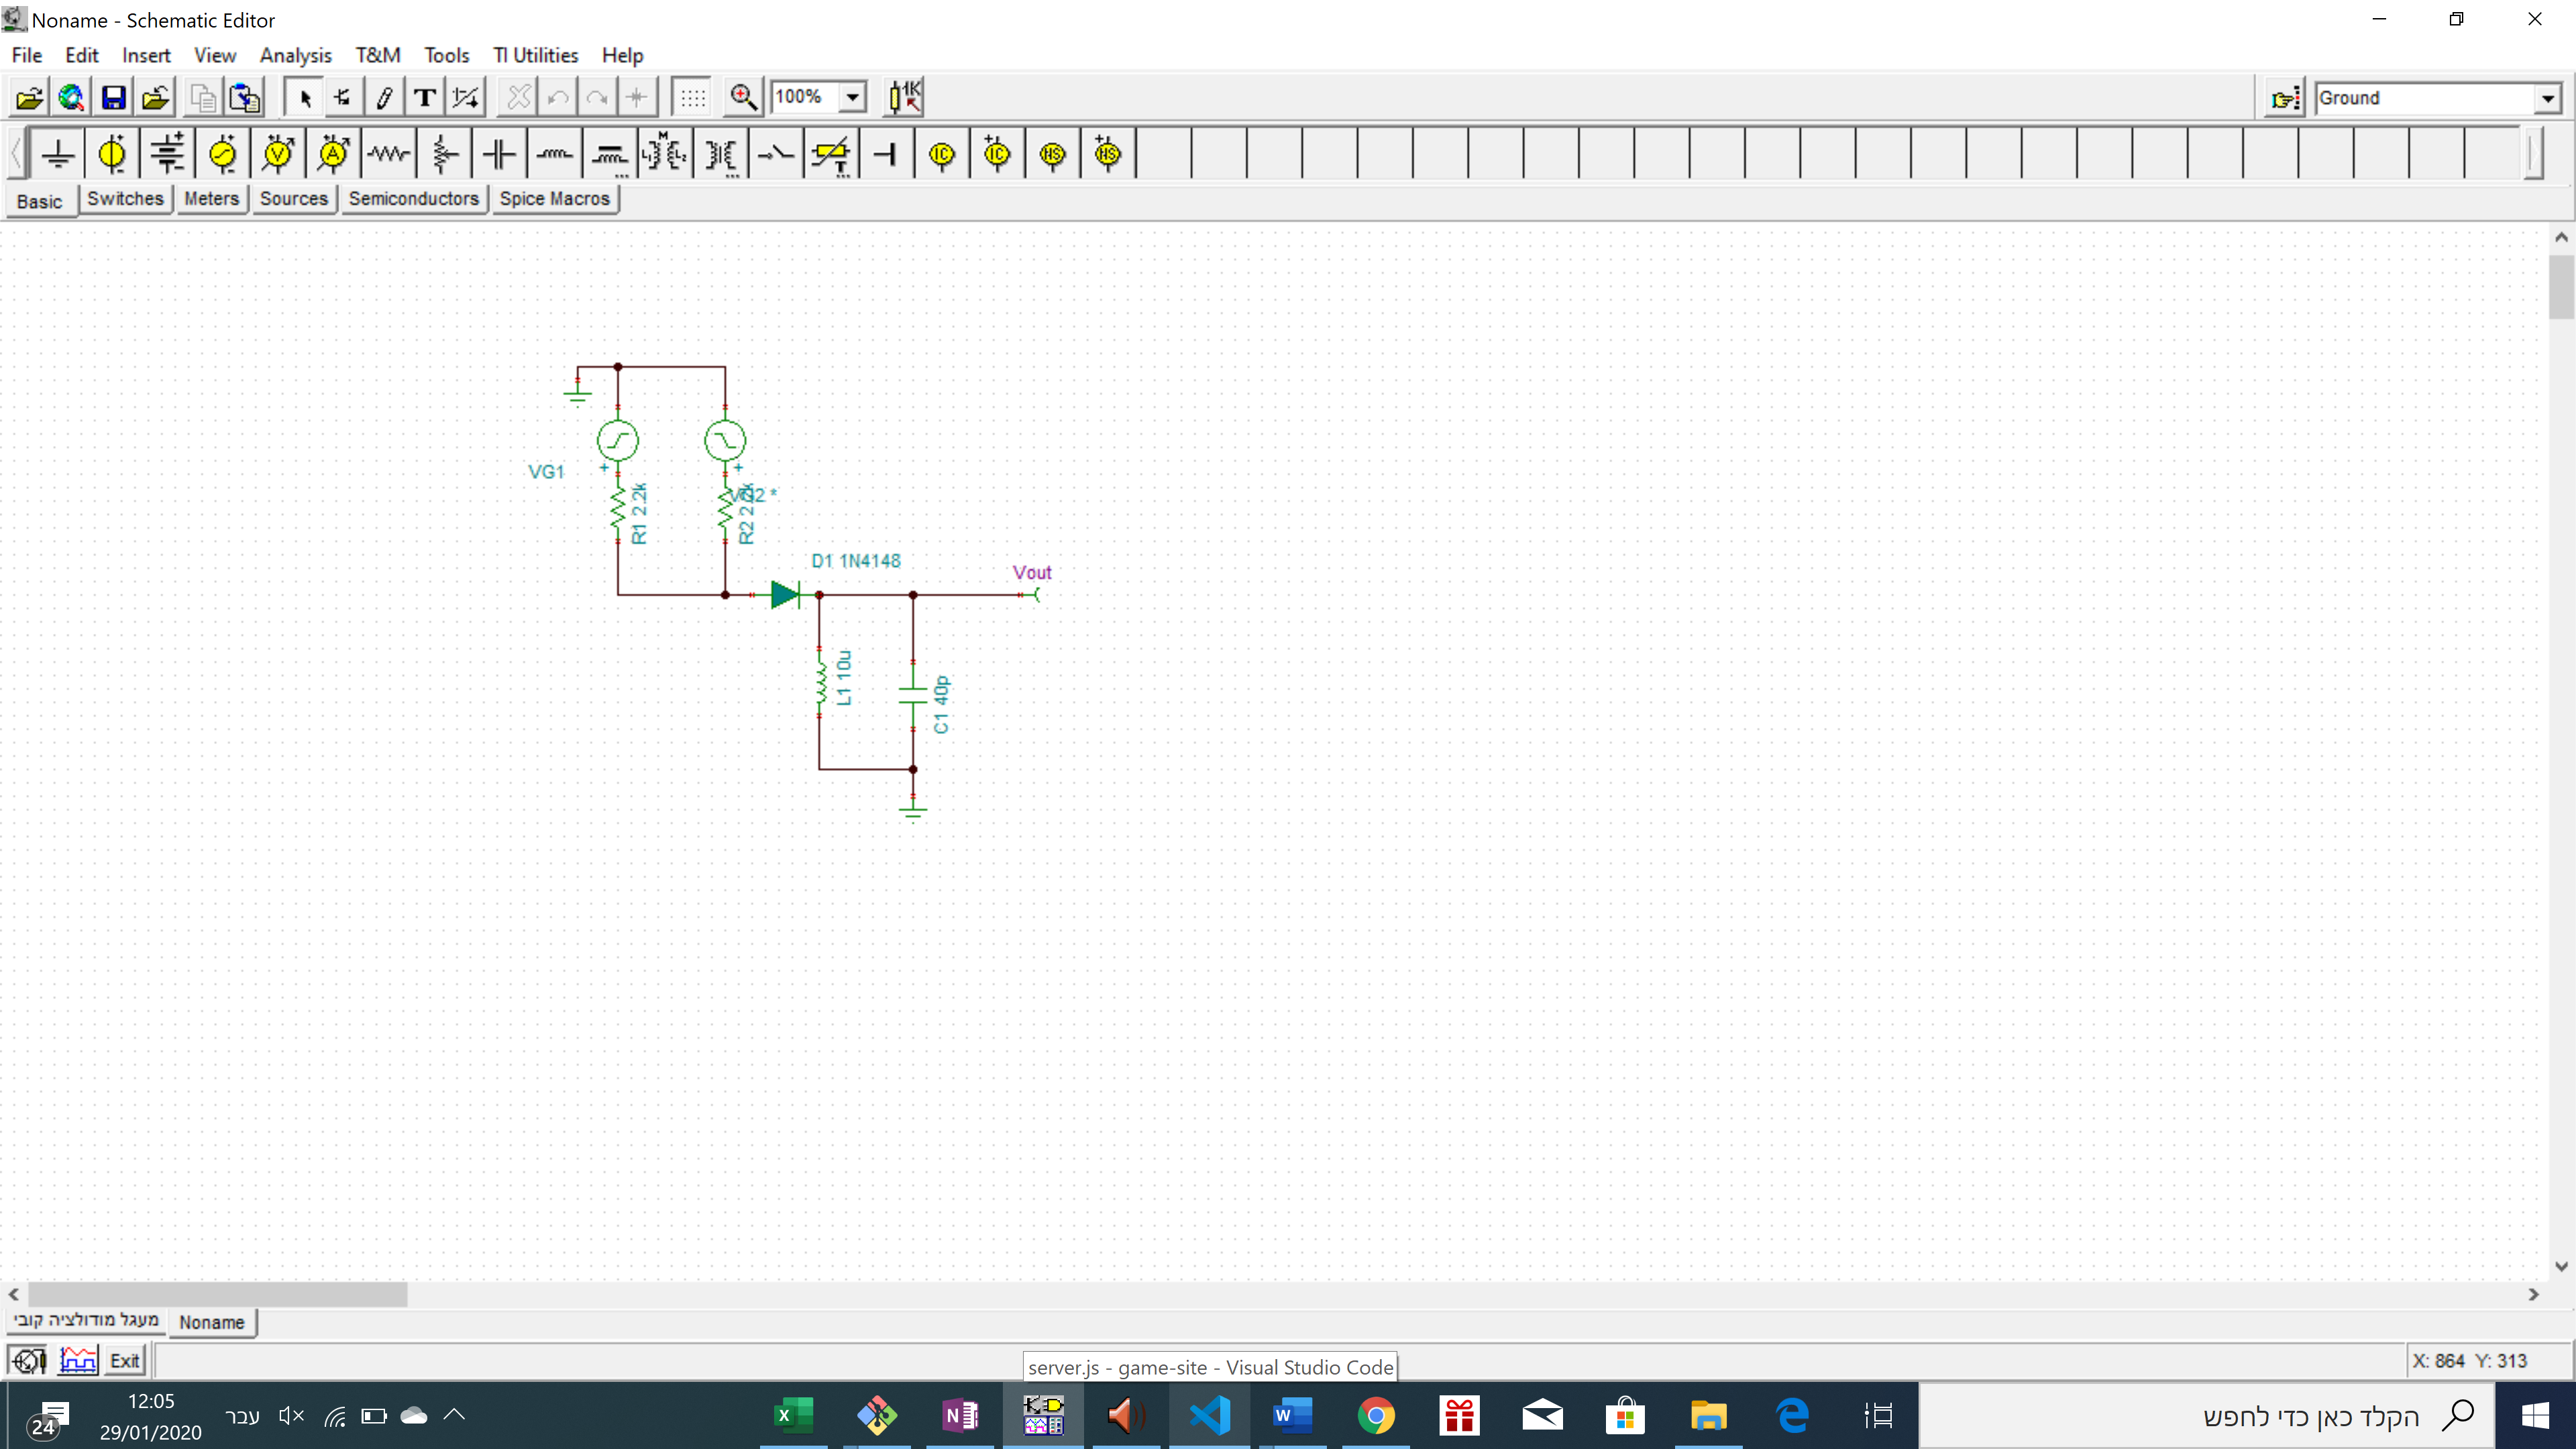 Noname - Schematic Editor
File Edit Insert View Analysis T&M Tools TI Utilities Help
100%
1K
Ground
Basic Switches Meters Sources Semiconductors Spice Macros
VG1
R1 2.2k
VG2 *
R2 2.2k
D1 1N4148
Vout
L1 10u
C1 40p
מעגל מודולציה קובי
Noname
Exit
server.js - game-site - Visual Studio Code
X: 864 Y: 313
24
12:05
29/01/2020
עבר
הקלד כאן כדי לחפש